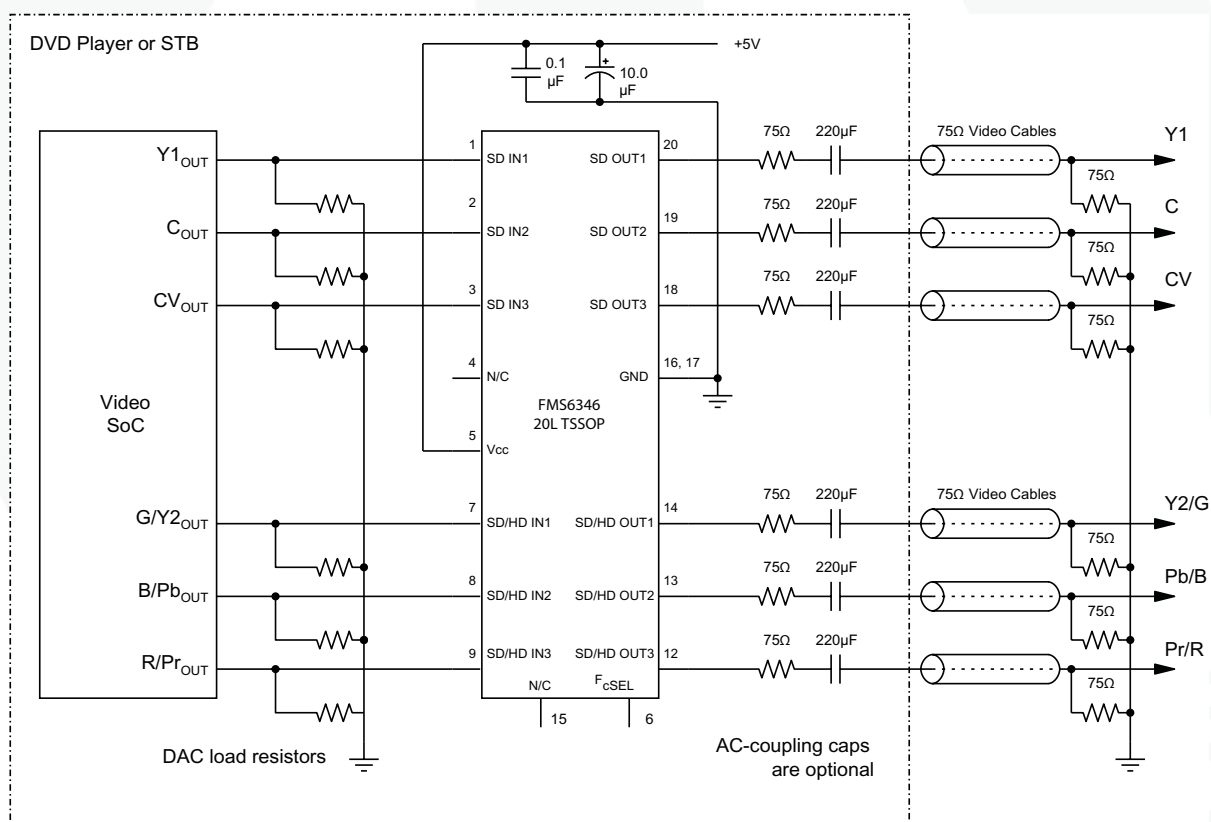 DVD Player or STB
+5V
0.1
µF
10.0
µF
Y1OUT
1
SD IN1
SD OUT1
20
75Ω
220µF
75Ω Video Cables
Y1
75Ω
COUT
2
SD IN2
SD OUT2
19
75Ω
220µF
C
75Ω
CVOUT
3
SD IN3
SD OUT3
18
75Ω
220µF
CV
75Ω
Video
SoC
4
N/C
GND
16, 17
FMS6346
20L TSSOP
5
Vcc
G/Y2OUT
7
SD/HD IN1
SD/HD OUT1
14
75Ω
220µF
75Ω Video Cables
Y2/G
75Ω
B/PbOUT
8
SD/HD IN2
SD/HD OUT2
13
75Ω
220µF
Pb/B
75Ω
R/PrOUT
9
SD/HD IN3
SD/HD OUT3
12
75Ω
220µF
Pr/R
75Ω
N/C
FcSEL
15
6
DAC load resistors
AC-coupling caps
are optional